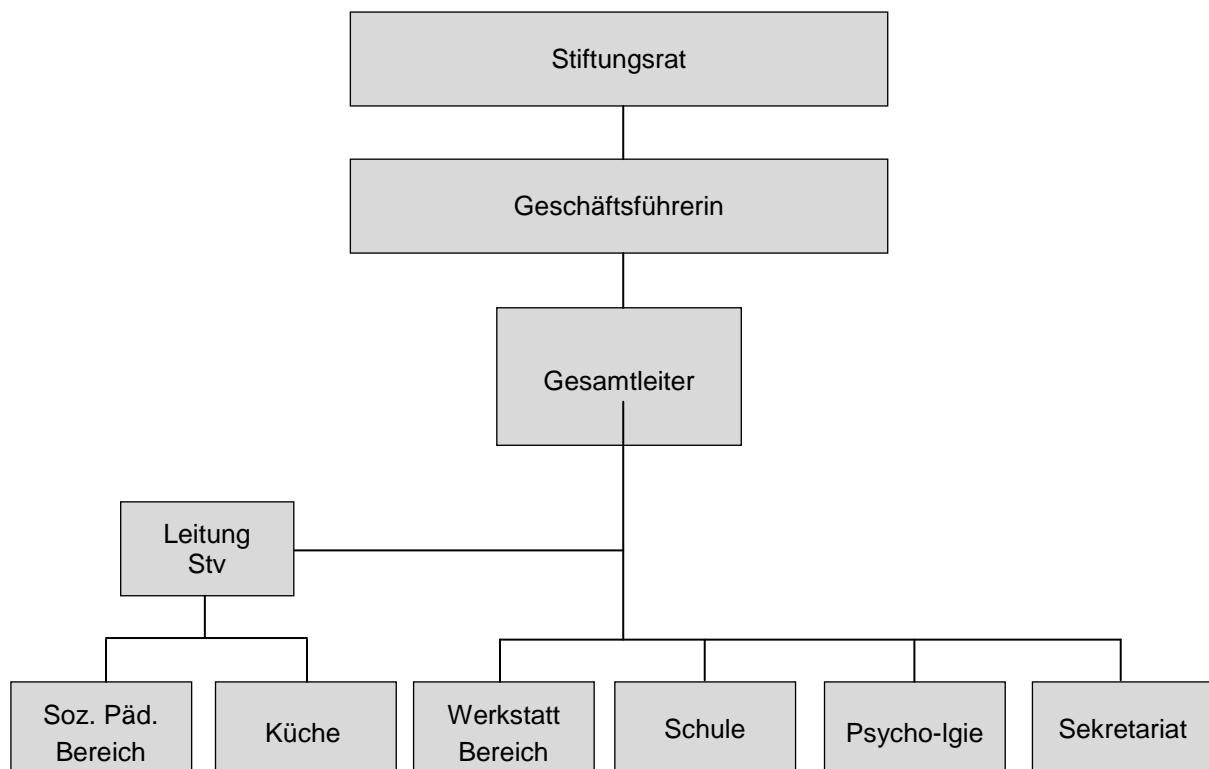 Stiftungsrat
Geschäftsführerin
Gesamtleiter
Leitung
Stv
Soz. Päd.
Bereich
Küche
Werkstatt
Bereich
Schule
Psycho-lgie
Sekretariat